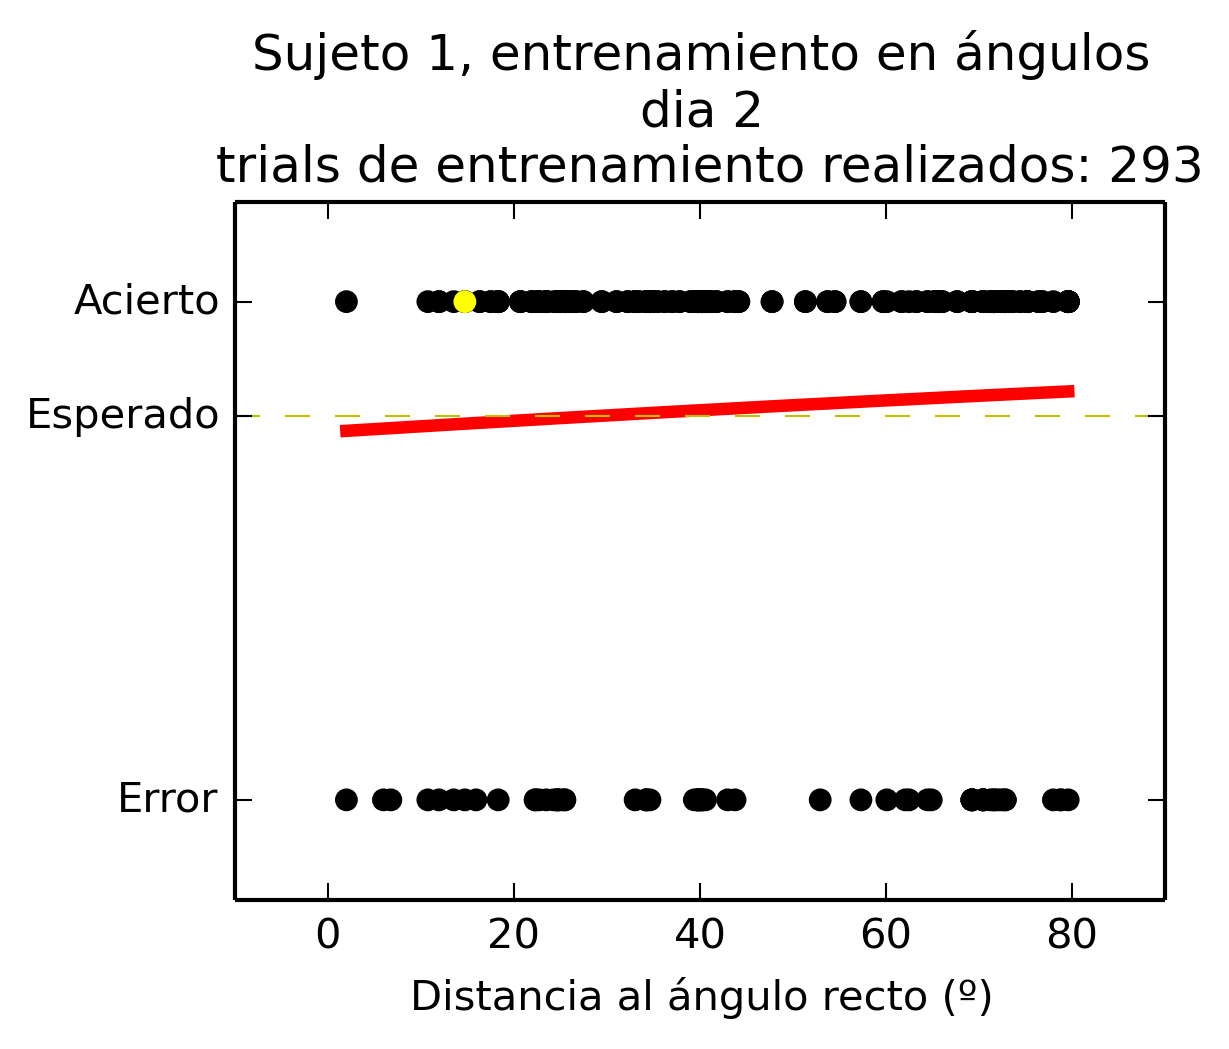 Sujeto 1, entrenamiento en ángulos
dia 2
trials de entrenamiento realizados: 293
Acierto
Esperado
Error
0 20 40 60 80
Distancia al ángulo recto (º)